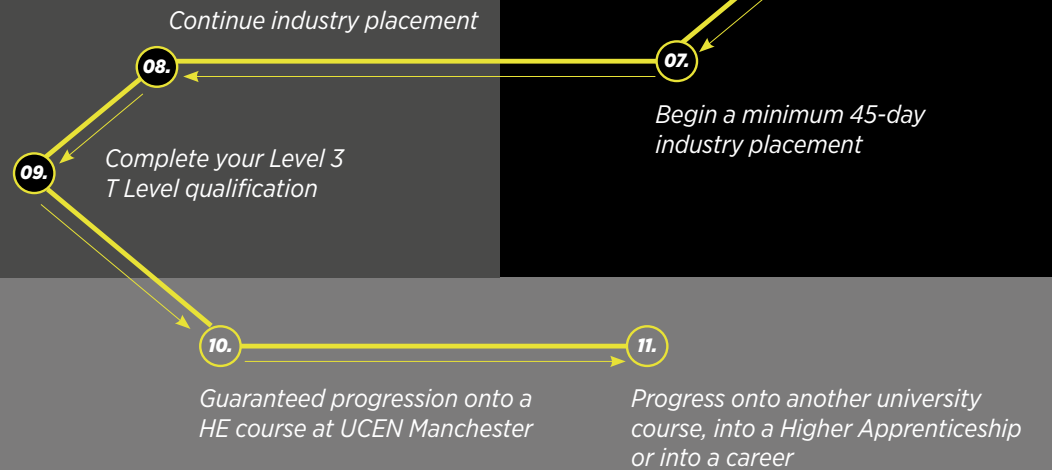 Continue industry placement
08.
07.
Begin a minimum 45-day
industry placement
09.
Complete your Level 3
T Level qualification
10.
11.
Guaranteed progression onto a
HE course at UCEN Manchester
Progress onto another university
course, into a Higher Apprenticeship
or into a career